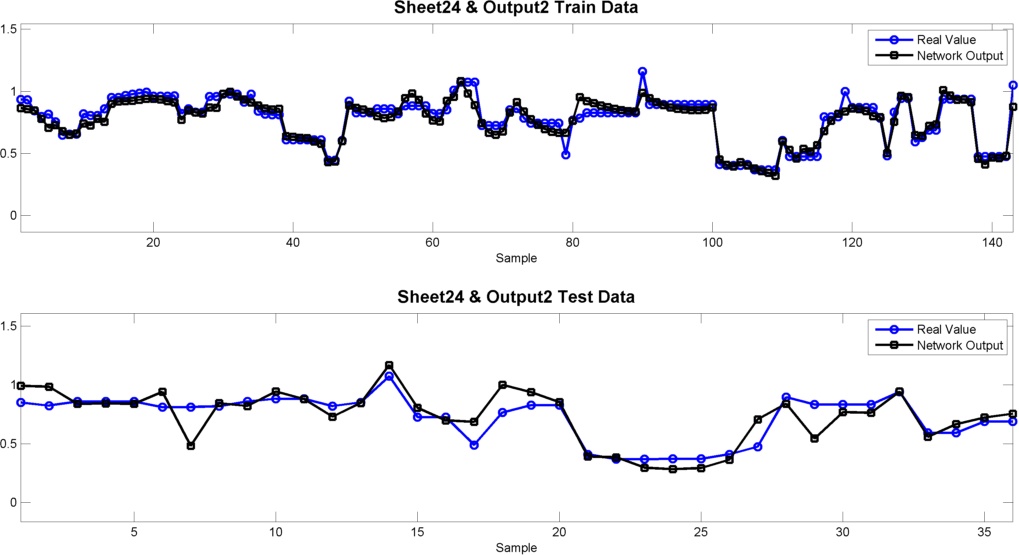 Sheet24 & Output2 Train Data
1.5
1
0.5
0
Real Value
Network Output
20 40 60 80 100 120 140
Sample
Sheet24 & Output2 Test Data
1.5
1
0.5
0
Real Value
Network Output
5 10 15 20 25 30 35
Sample